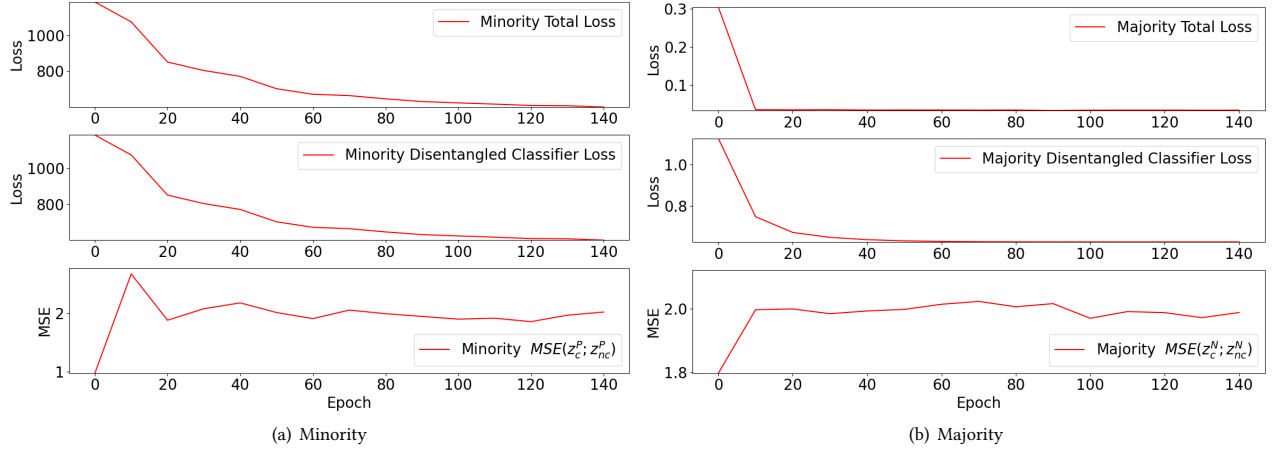 Minority Total Loss
1000
800
Loss
0 20 40 60 80 100 120 140
Minority Disentangled Classifier Loss
1000
800
Loss
0 20 40 60 80 100 120 140
2
1
MSE
Minority MSE(z_c^P; z_nc^P)
0 20 40 60 80 100 120 140
Epoch
(a) Minority
Majority Total Loss
0.3
0.2
0.1
Loss
0 20 40 60 80 100 120 140
Majority Disentangled Classifier Loss
1.0
0.8
Loss
0 20 40 60 80 100 120 140
2.0
1.8
MSE
Majority MSE(z_c^N; z_nc^N)
0 20 40 60 80 100 120 140
Epoch
(b) Majority